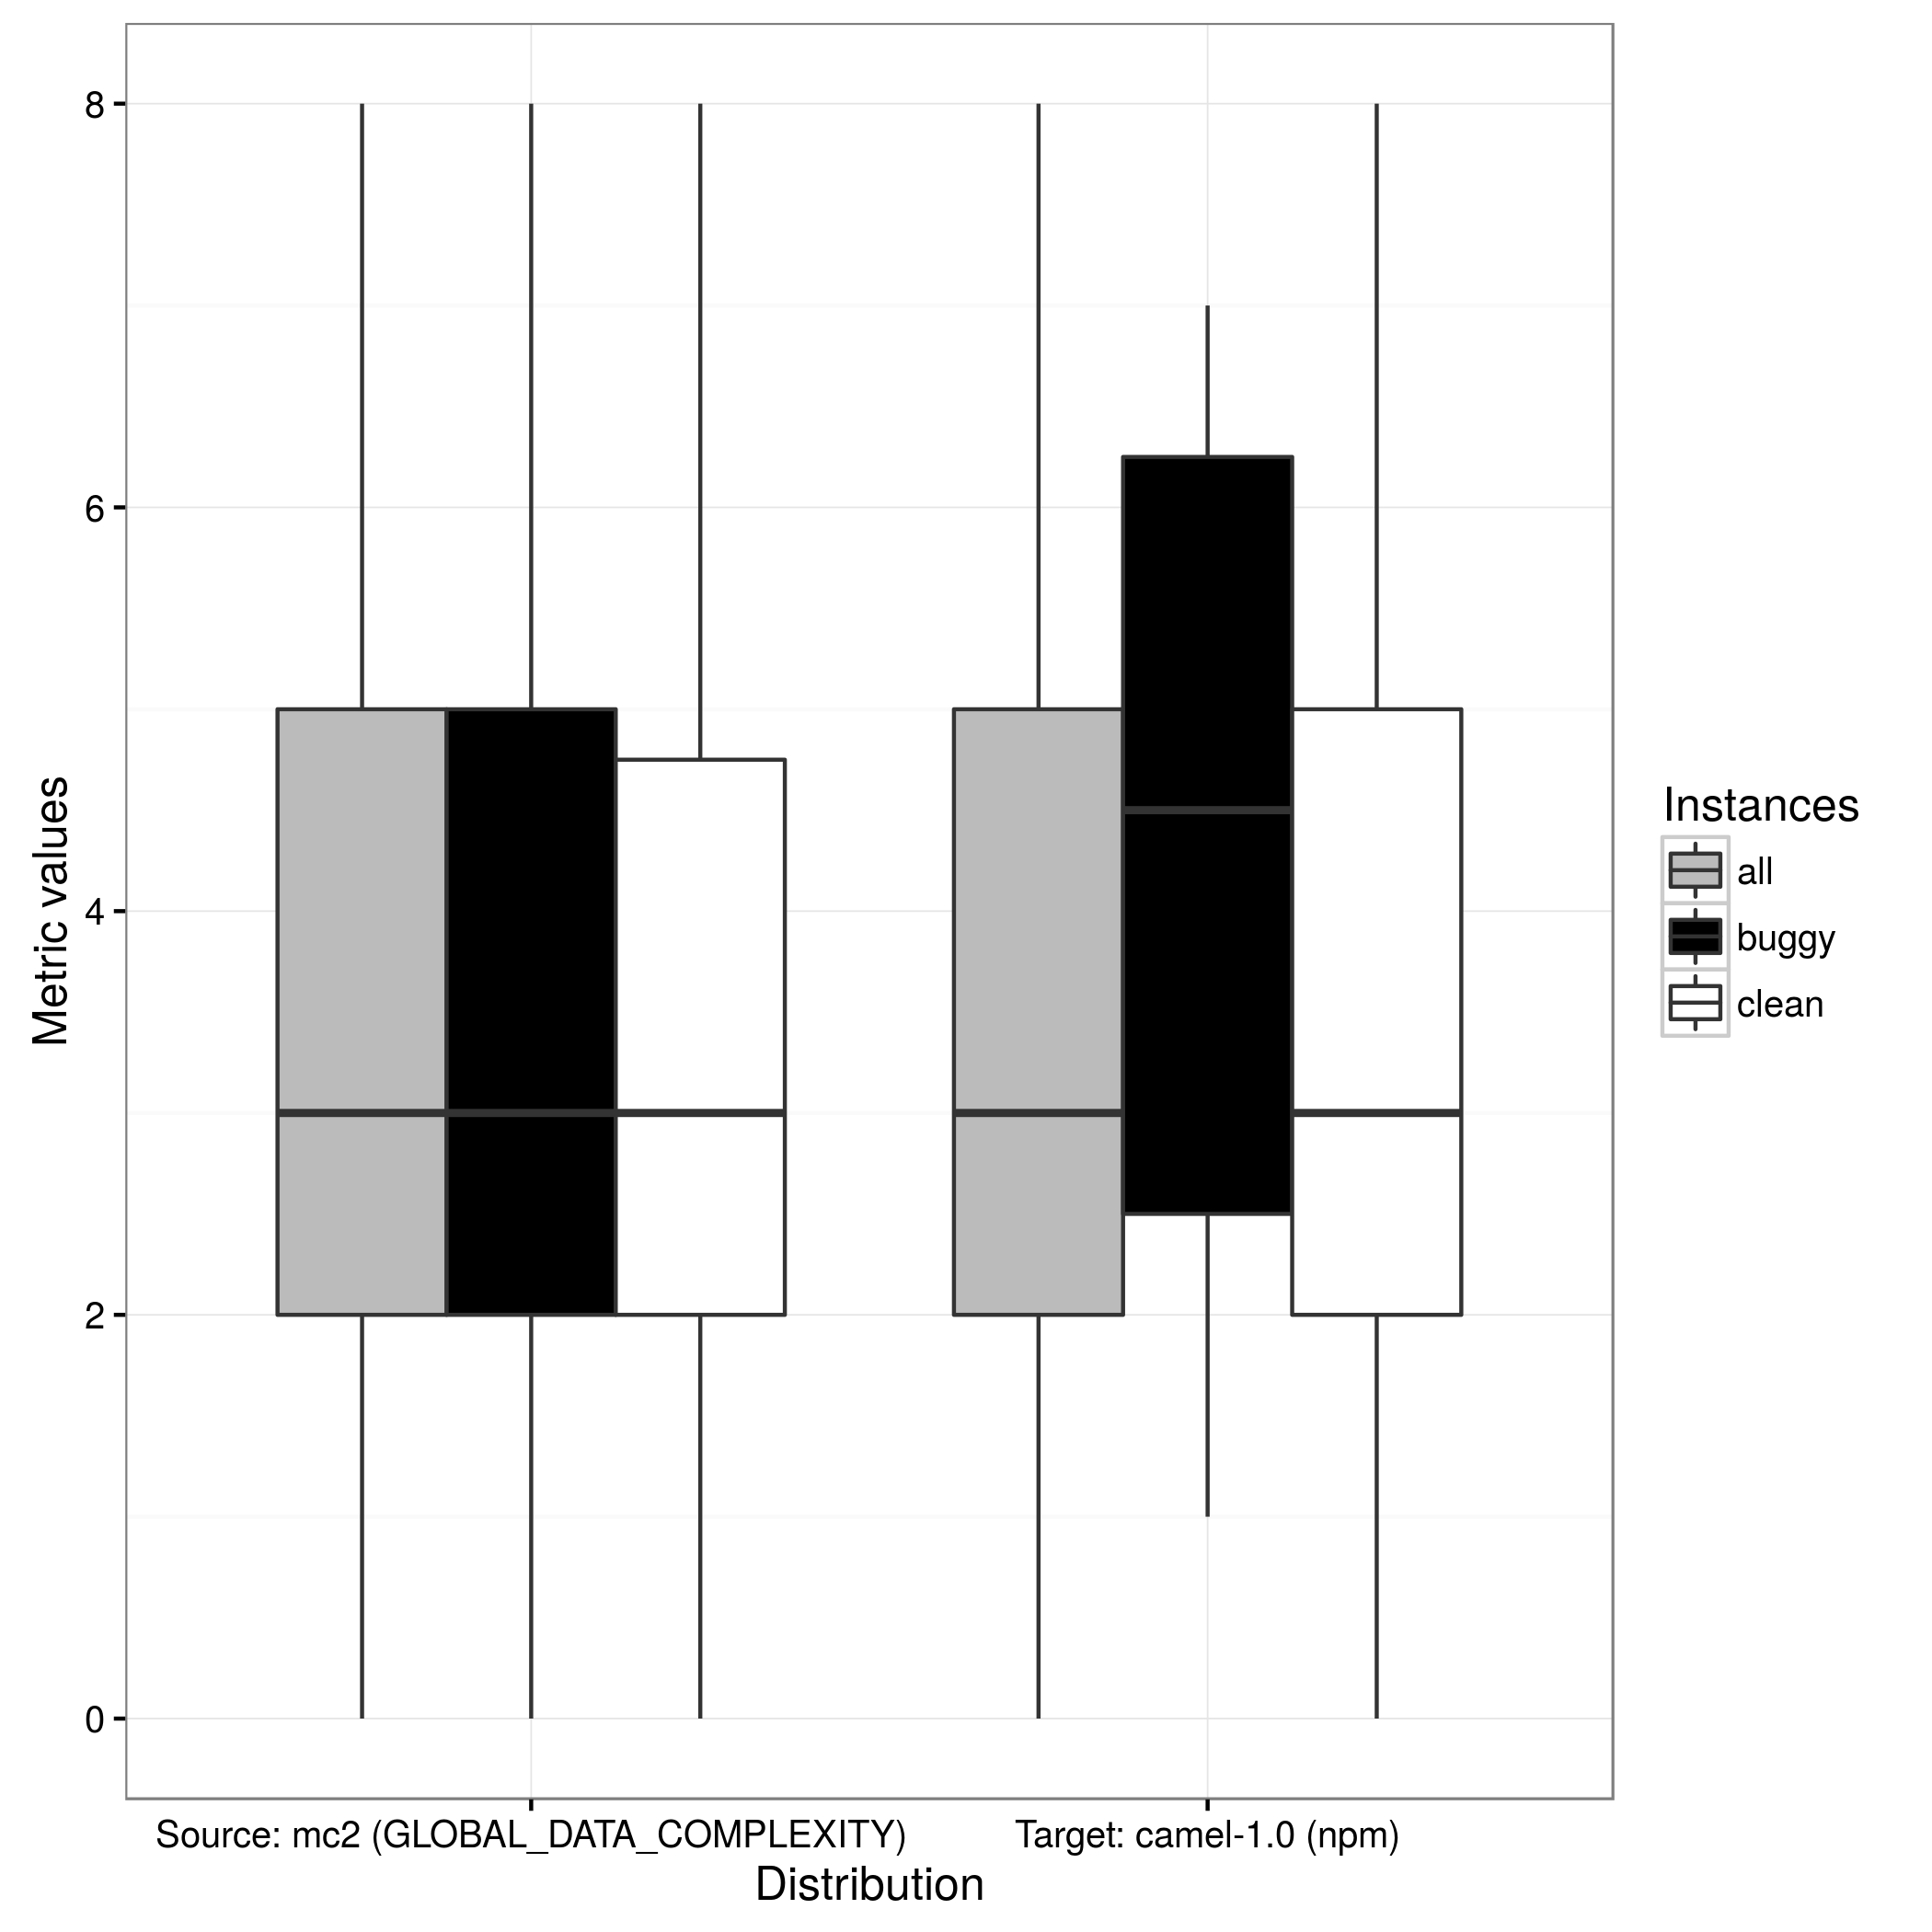 Metric values
8
6
4
2
0
Source: mc2 (GLOBAL_DATA_COMPLEXITY)
Target: camel-1.0 (npm)
Distribution
Instances
all
buggy
clean